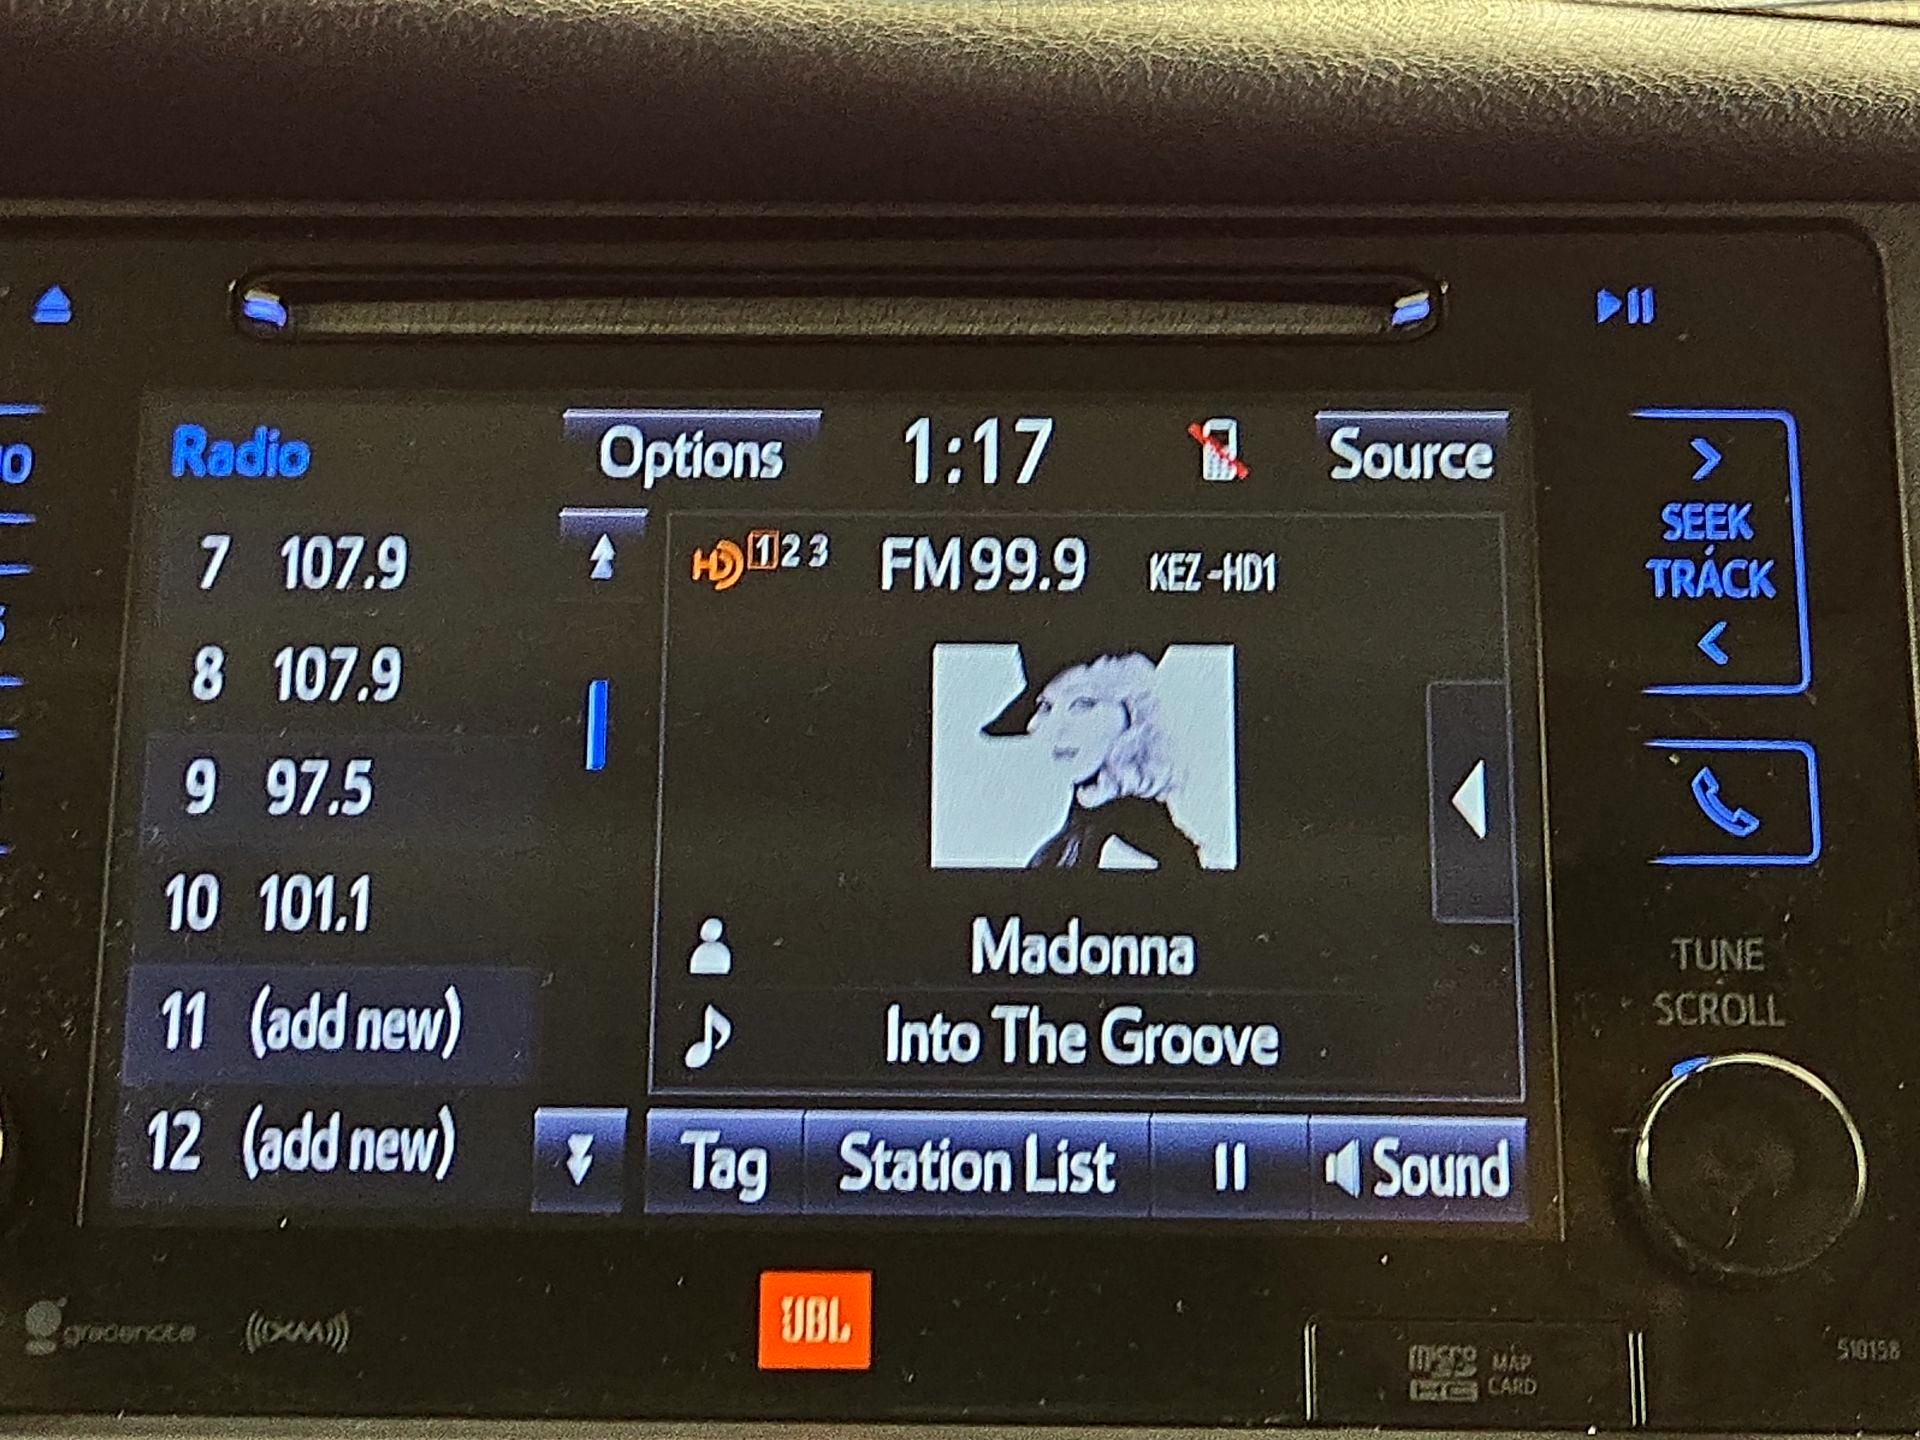 Radio
Options
1:17
Source
7 107.9
8 107.9
9 97.5
10 101.1
11 (add new)
12 (add new)
HD 1 2 3 FM 99.9 KEZ-HD1
Madonna
Into The Groove
Tag
Station List
Sound
SEEK
TRACK
TUNE
SCROLL
gracenote
((XM))
JBL
micro
MAP
CARD
510158